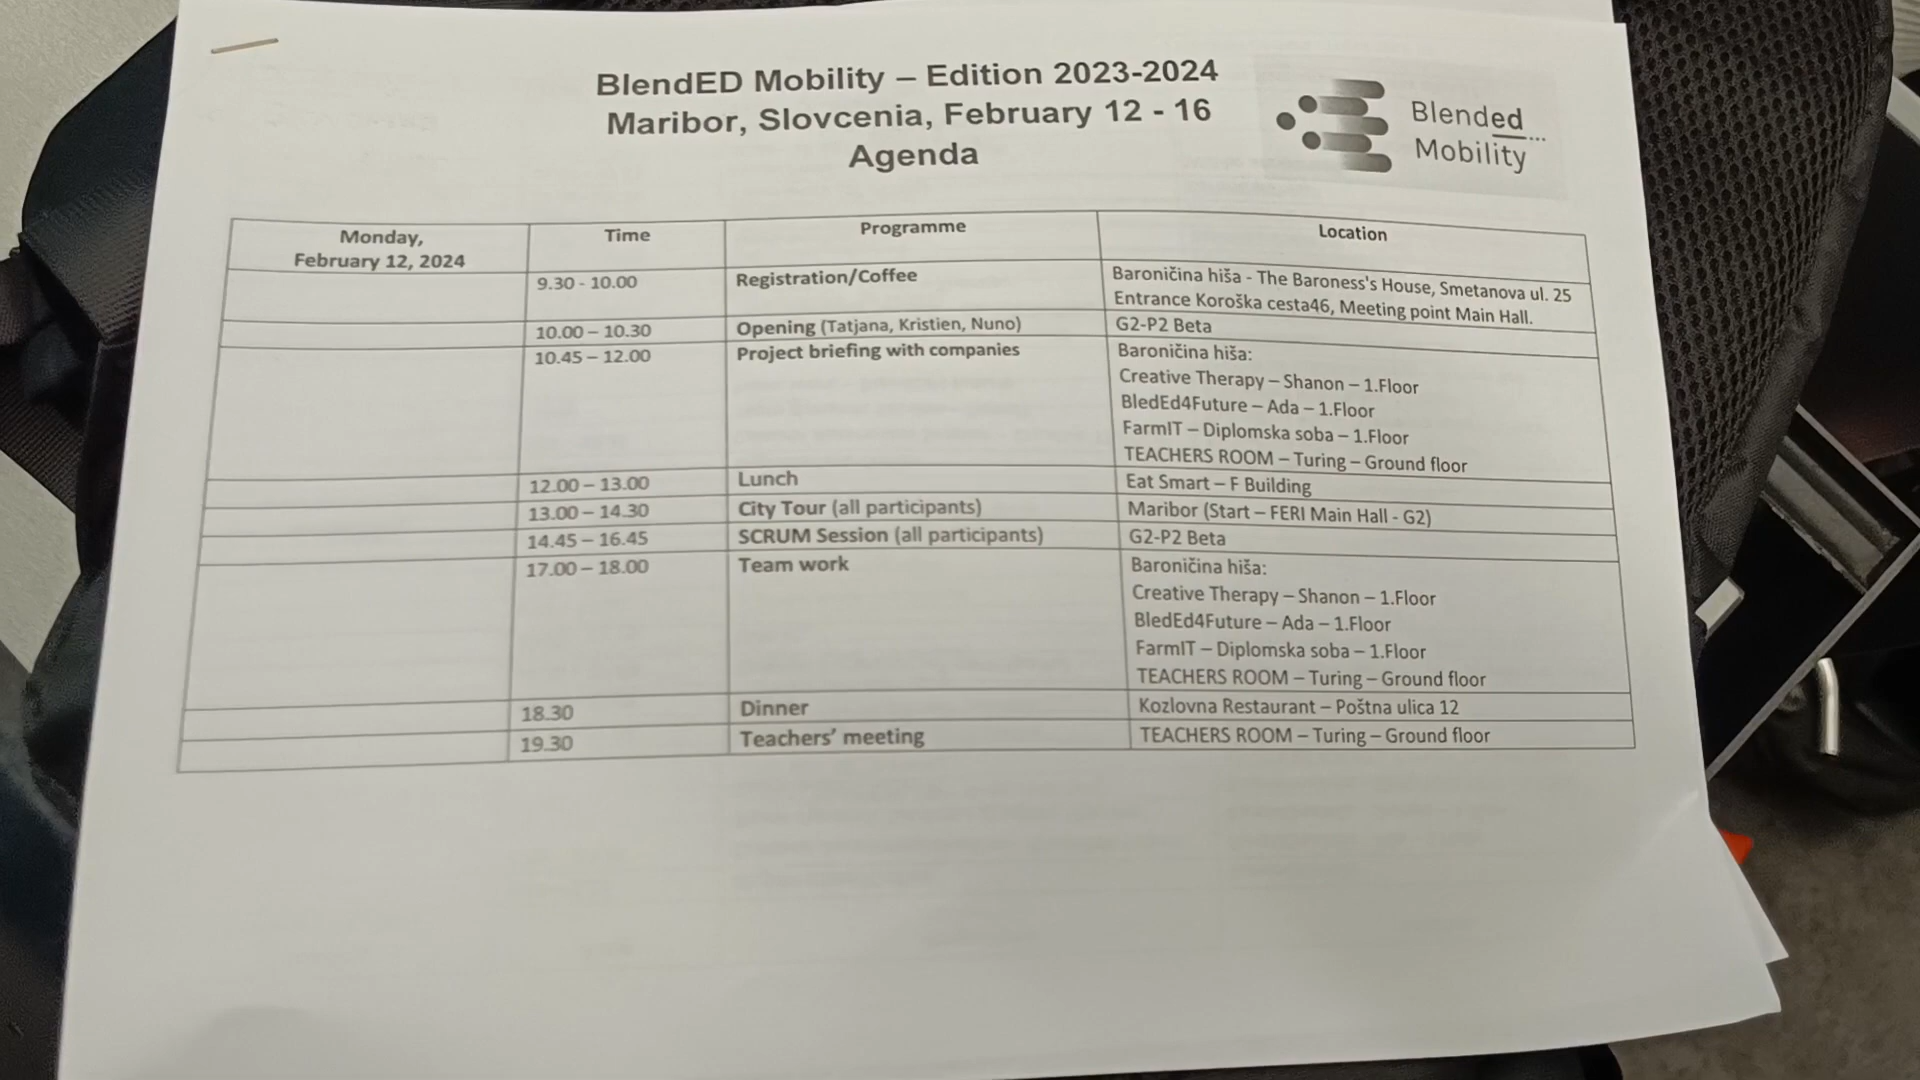 BlendED Mobility – Edition 2023-2024
Maribor, Slovcenia, February 12 - 16
Agenda
Blended
Mobility
Monday,
February 12, 2024
Time
Programme
Location
9.30 - 10.00
Registration/Coffee
Baroničina hiša - The Baroness's House, Smetanova ul. 25
Entrance Koroška cesta46, Meeting point Main Hall.
10.00 – 10.30
Opening (Tatjana, Kristien, Nuno)
G2-P2 Beta
10.45 – 12.00
Project briefing with companies
Baroničina hiša:
Creative Therapy – Shanon – 1.Floor
BledEd4Future – Ada – 1.Floor
FarmIT – Diplomska soba – 1.Floor
TEACHERS ROOM – Turing – Ground floor
12.00 – 13.00
Lunch
Eat Smart – F Building
13.00 – 14.30
City Tour (all participants)
Maribor (Start – FERI Main Hall - G2)
14.45 – 16.45
SCRUM Session (all participants)
G2-P2 Beta
17.00 – 18.00
Team work
Baroničina hiša:
Creative Therapy – Shanon – 1.Floor
BledEd4Future – Ada – 1.Floor
FarmIT – Diplomska soba – 1.Floor
TEACHERS ROOM – Turing – Ground floor
18.30
Dinner
Kozlovna Restaurant – Poštna ulica 12
19.30
Teachers' meeting
TEACHERS ROOM – Turing – Ground floor